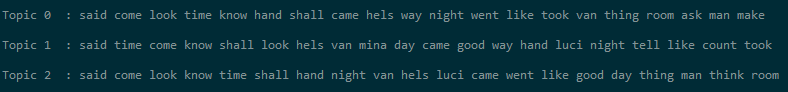 Topic 0  : said come look time know hand shall came hels way night went like took van thing room ask man make
Topic 1  : said time come know shall look hels van mina day came good way hand luci night tell like count took
Topic 2  : said come look know time shall hand night van hels luci came went like good day thing man think room